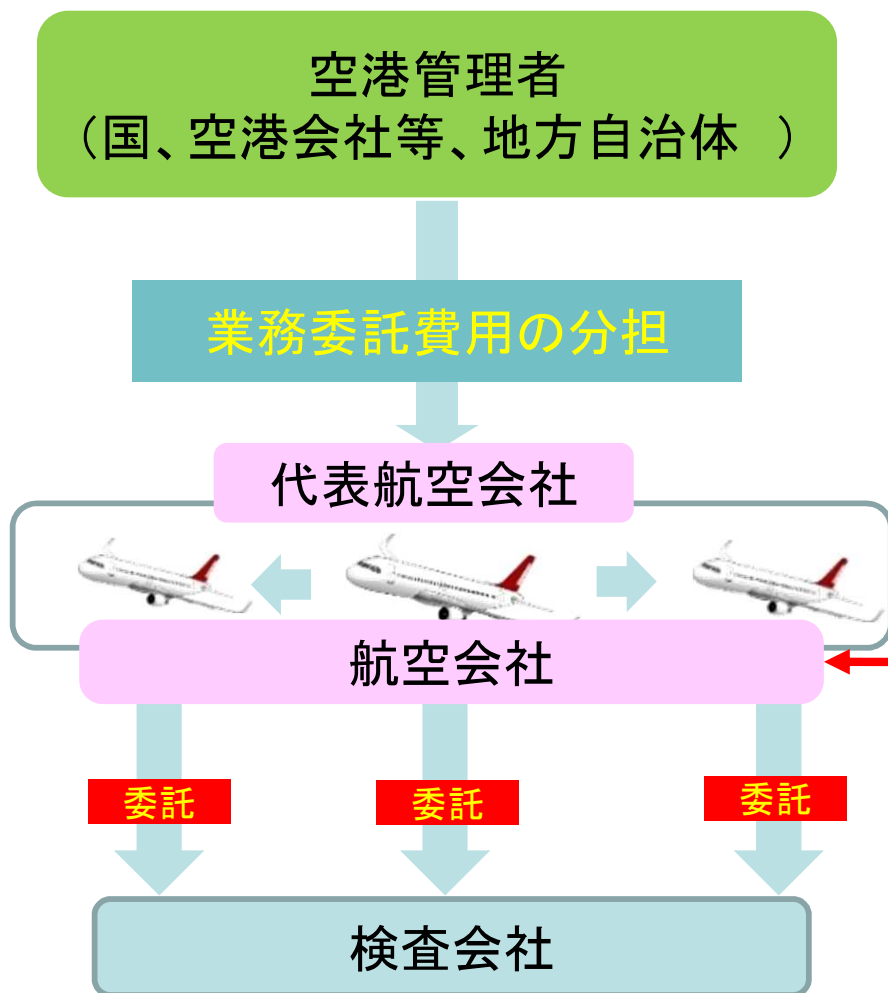 空港管理者
（国、空港会社等、地方自治体　）
業務委託費用の分担
代表航空会社
航空会社
委託
委託
委託
検査会社